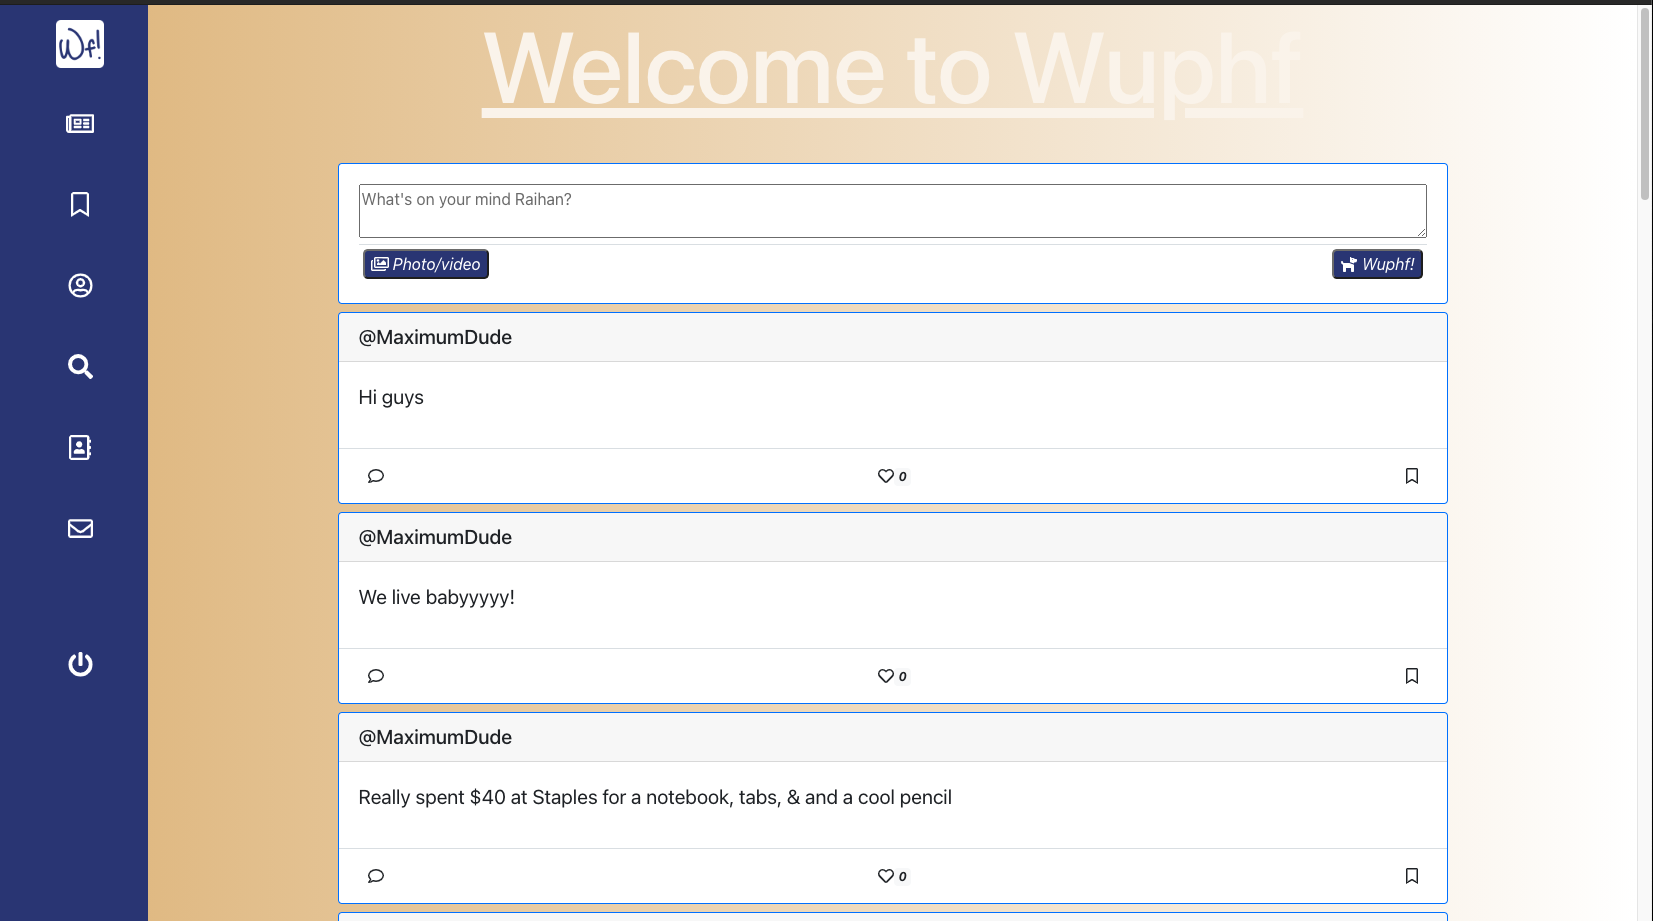 Wf!
Welcome to Wuphf
What's on your mind Raihan?
Photo/video
Wuphf!
@MaximumDude
Hi guys
0
@MaximumDude
We live babyyyyy!
0
@MaximumDude
Really spent $40 at Staples for a notebook, tabs, & and a cool pencil
0